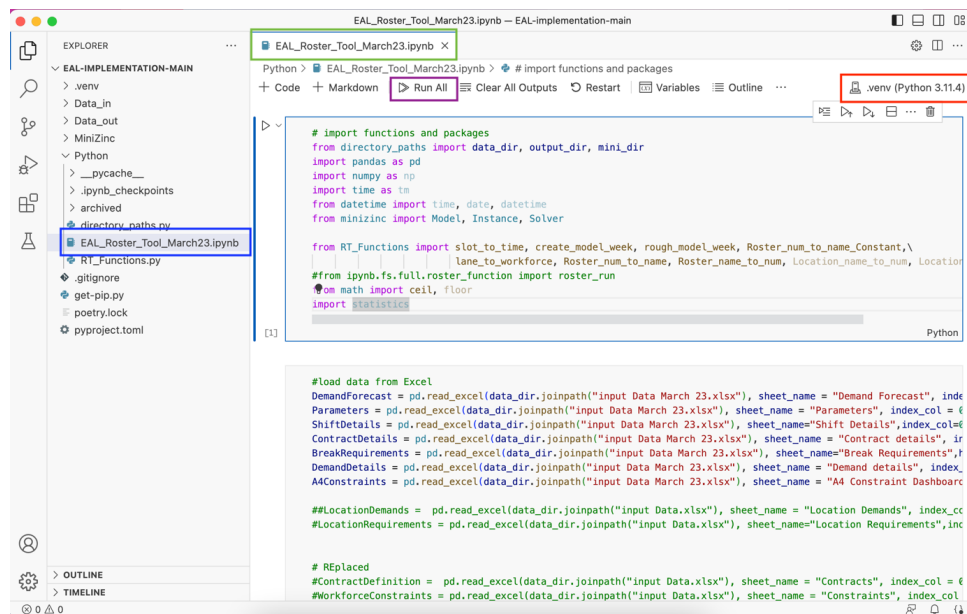 EAL_Roster_Tool_March23.ipynb — EAL-implementation-main
EXPLORER
EAL-IMPLEMENTATION-MAIN
.venv
Data_in
Data_out
MiniZinc
Python
__pycache__
.ipynb_checkpoints
archived
directory_paths.py
EAL_Roster_Tool_March23.ipynb
RT_Functions.py
.gitignore
get-pip.py
poetry.lock
pyproject.toml
OUTLINE
TIMELINE
0 0
EAL_Roster_Tool_March23.ipynb
Python > EAL_Roster_Tool_March23.ipynb > # import functions and packages
+ Code + Markdown Run All Clear All Outputs Restart Variables Outline ... .venv (Python 3.11.4)
# import functions and packages
from directory_paths import data_dir, output_dir, mini_dir
import pandas as pd
import numpy as np
import time as tm
from datetime import time, date, datetime
from minizinc import Model, Instance, Solver
from RT_Functions import slot_to_time, create_model_week, rough_model_week, Roster_num_to_name_Constant,\
lane_to_workforce, Roster_num_to_name, Roster_name_to_num, Location_name_to_num, Location
#from ipynb.fs.full.roster_function import roster_run
from math import ceil, floor
import statistics
[1]
Python
#load data from Excel
DemandForecast = pd.read_excel(data_dir.joinpath("input Data March 23.xlsx"), sheet_name = "Demand Forecast", inde
Parameters = pd.read_excel(data_dir.joinpath("input Data March 23.xlsx"), sheet_name = "Parameters", index_col = 0
ShiftDetails = pd.read_excel(data_dir.joinpath("input Data March 23.xlsx"), sheet_name="Shift Details",index_col=0
ContractDetails = pd.read_excel(data_dir.joinpath("input Data March 23.xlsx"), sheet_name = "Contract details", in
BreakRequirements = pd.read_excel(data_dir.joinpath("input Data March 23.xlsx"), sheet_name="Break Requirements",h
DemandDetails = pd.read_excel(data_dir.joinpath("input Data March 23.xlsx"), sheet_name = "Demand details", index_
A4Constraints = pd.read_excel(data_dir.joinpath("input Data March 23.xlsx"), sheet_name = "A4 Constraint Dashboard
##LocationDemands = pd.read_excel(data_dir.joinpath("input Data.xlsx"), sheet_name = "Location Demands", index_co
#LocationRequirements = pd.read_excel(data_dir.joinpath("input Data.xlsx"), sheet_name="Location Requirements",ind
# REplaced
#ContractDefinition = pd.read_excel(data_dir.joinpath("input Data.xlsx"), sheet_name = "Contracts", index_col = 0
#WorkforceConstraints = pd.read_excel(data_dir.joinpath("input Data.xlsx"), sheet_name = "Constraints", index_col